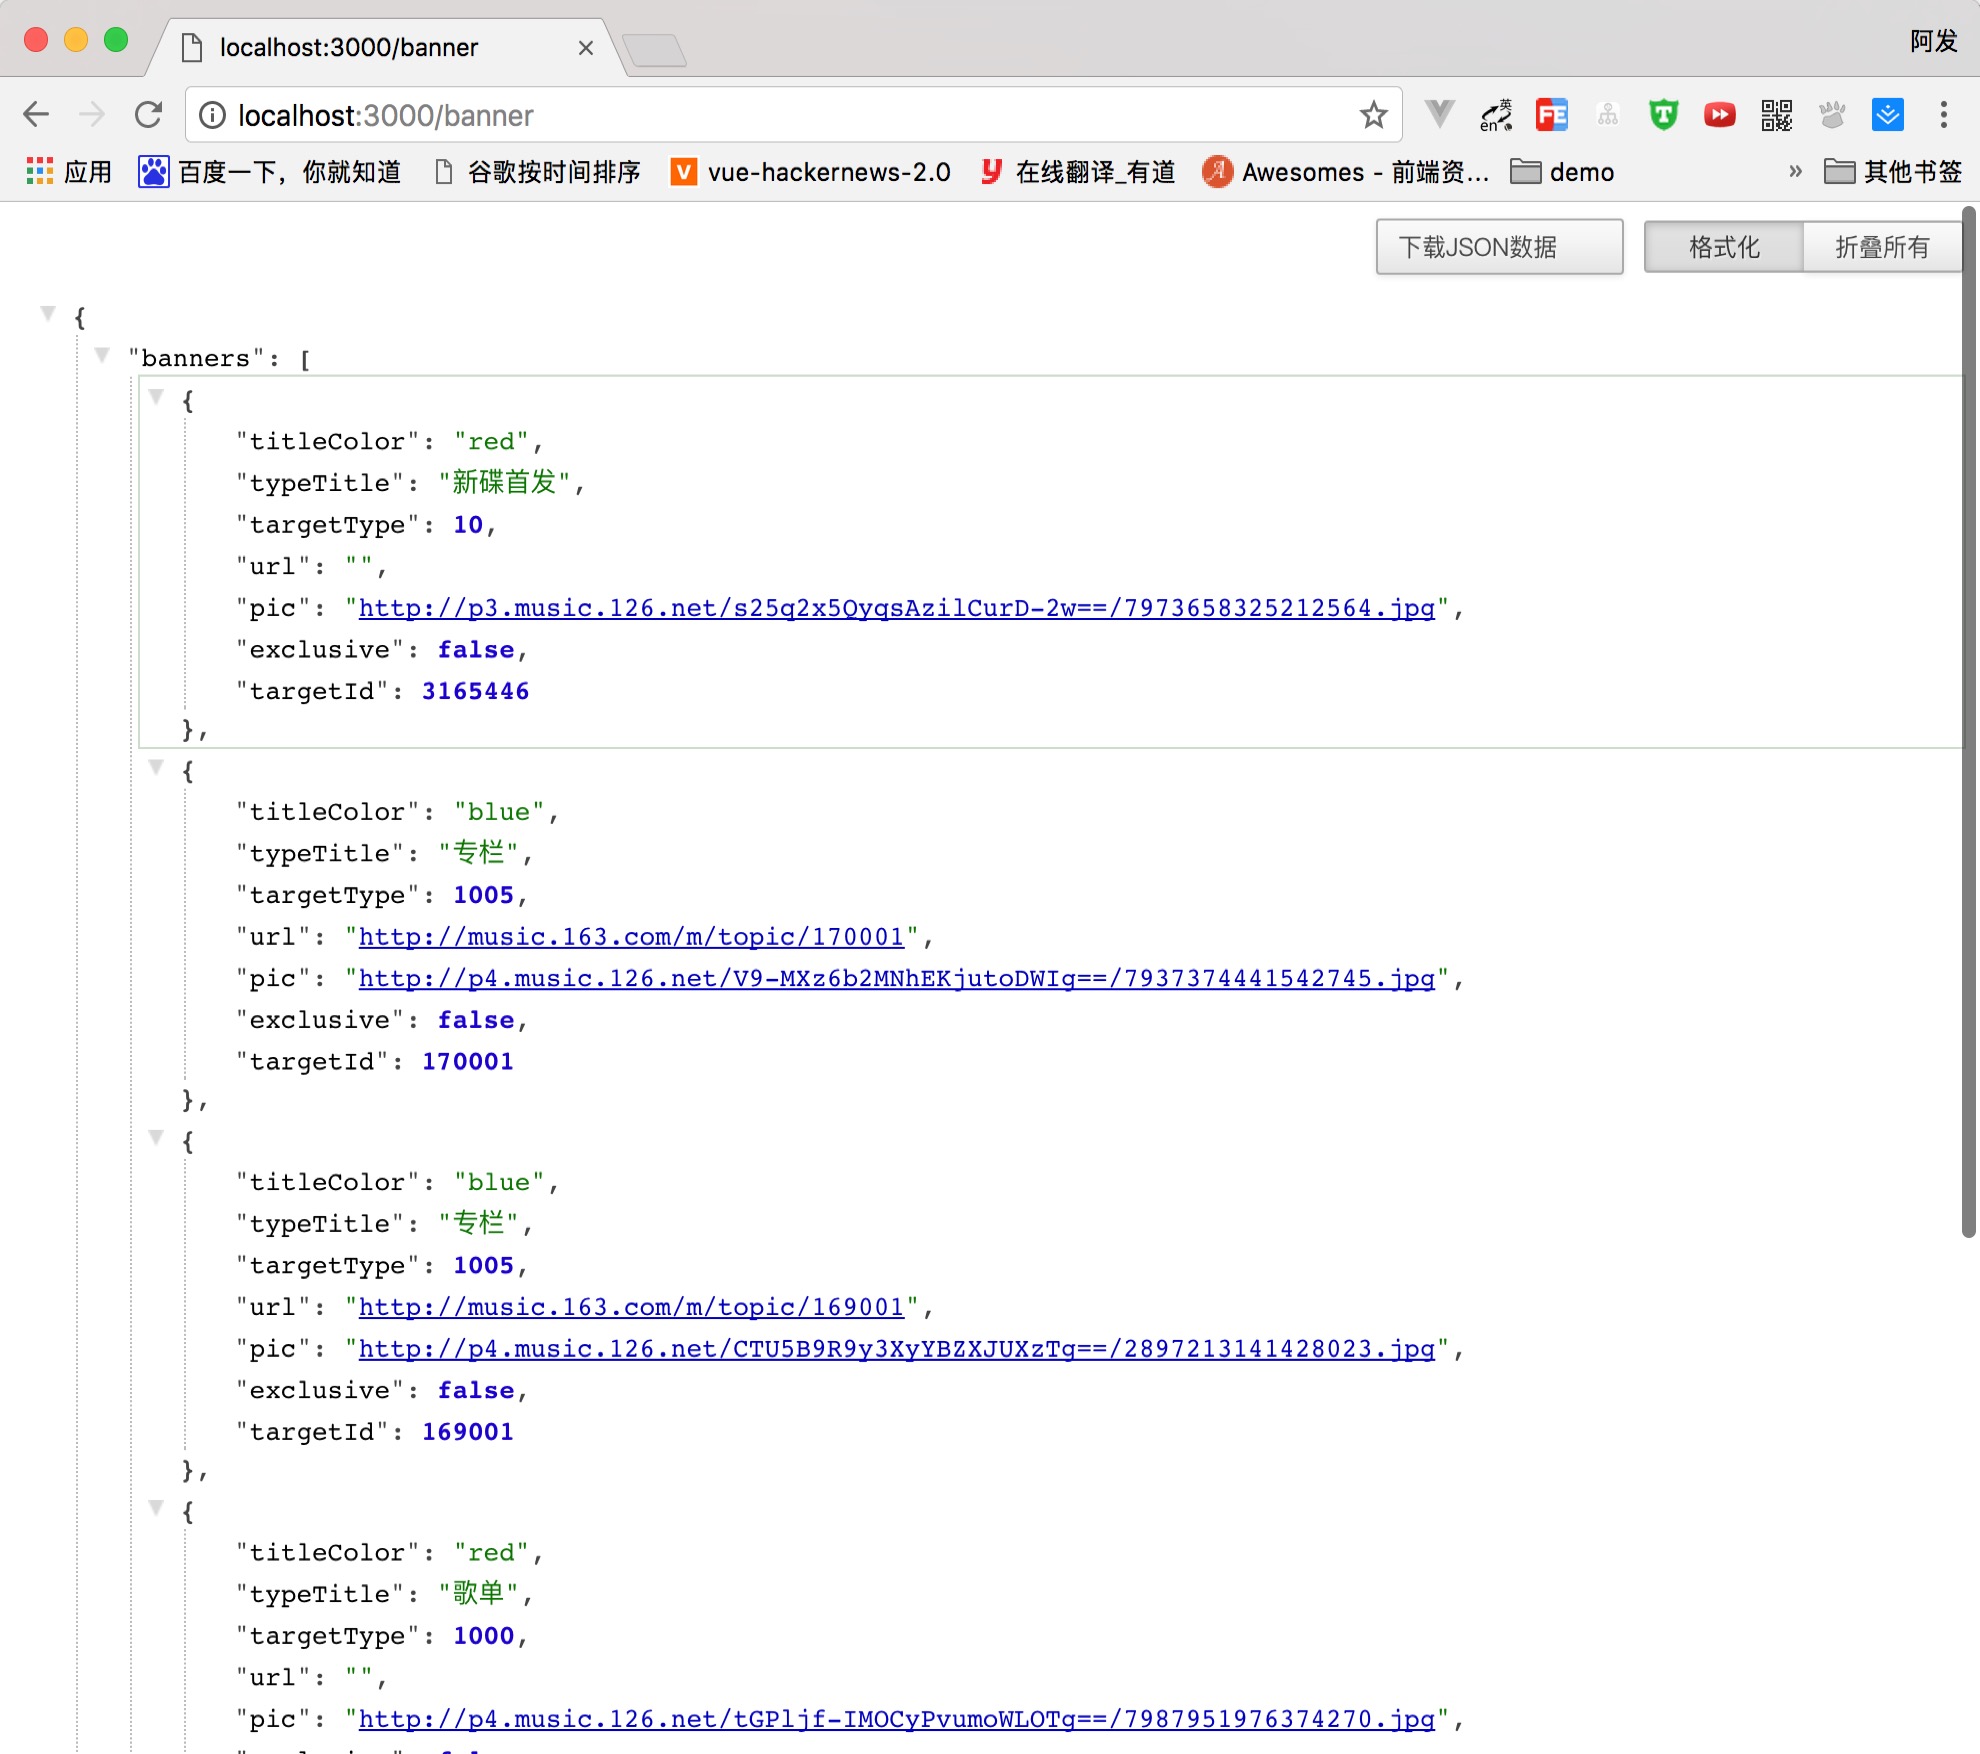 localhost:3000/banner
阿发
localhost:3000/banner
英
en
FE
T
应用
百度一下，你就知道
谷歌按时间排序
V
vue-hackernews-2.0
y
在线翻译_有道
A
Awesomes - 前端资...
demo
»
其他书签
下载JSON数据
格式化
折叠所有
{
"banners": [
{
"titleColor": "red",
"typeTitle": "新碟首发",
"targetType": 10,
"url": "",
"pic": "http://p3.music.126.net/s25q2x5QyqsAzilCurD-2w==/7973658325212564.jpg",
"exclusive": false,
"targetId": 3165446
},
{
"titleColor": "blue",
"typeTitle": "专栏",
"targetType": 1005,
"url": "http://music.163.com/m/topic/170001",
"pic": "http://p4.music.126.net/V9-MXz6b2MNhEKjutoDWIg==/7937374441542745.jpg",
"exclusive": false,
"targetId": 170001
},
{
"titleColor": "blue",
"typeTitle": "专栏",
"targetType": 1005,
"url": "http://music.163.com/m/topic/169001",
"pic": "http://p4.music.126.net/CTU5B9R9y3XyYBZXJUXzTg==/2897213141428023.jpg",
"exclusive": false,
"targetId": 169001
},
{
"titleColor": "red",
"typeTitle": "歌单",
"targetType": 1000,
"url": "",
"pic": "http://p4.music.126.net/tGPljf-IMOCyPvumoWLOTg==/7987951976374270.jpg",